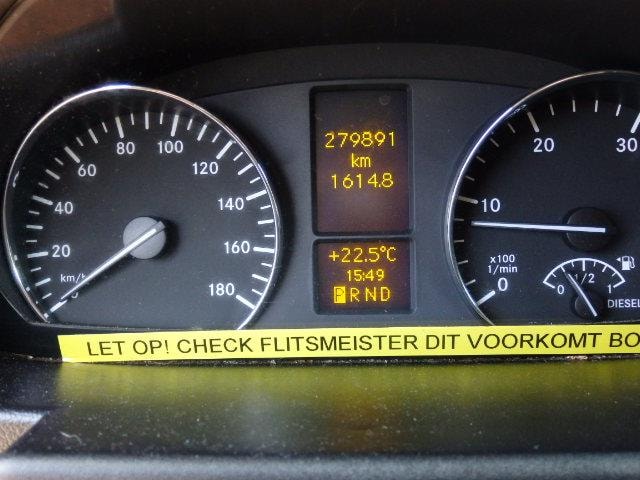 279891
km
1614.8
+22.5°C
15:49
P R N D
20 40 60 80 100 120 140 160 180
km/h
0 10 20 30
x100
1/min
0 1/2 1
DIESEL
LET OP! CHECK FLITSMEISTER DIT VOORKOMT BO